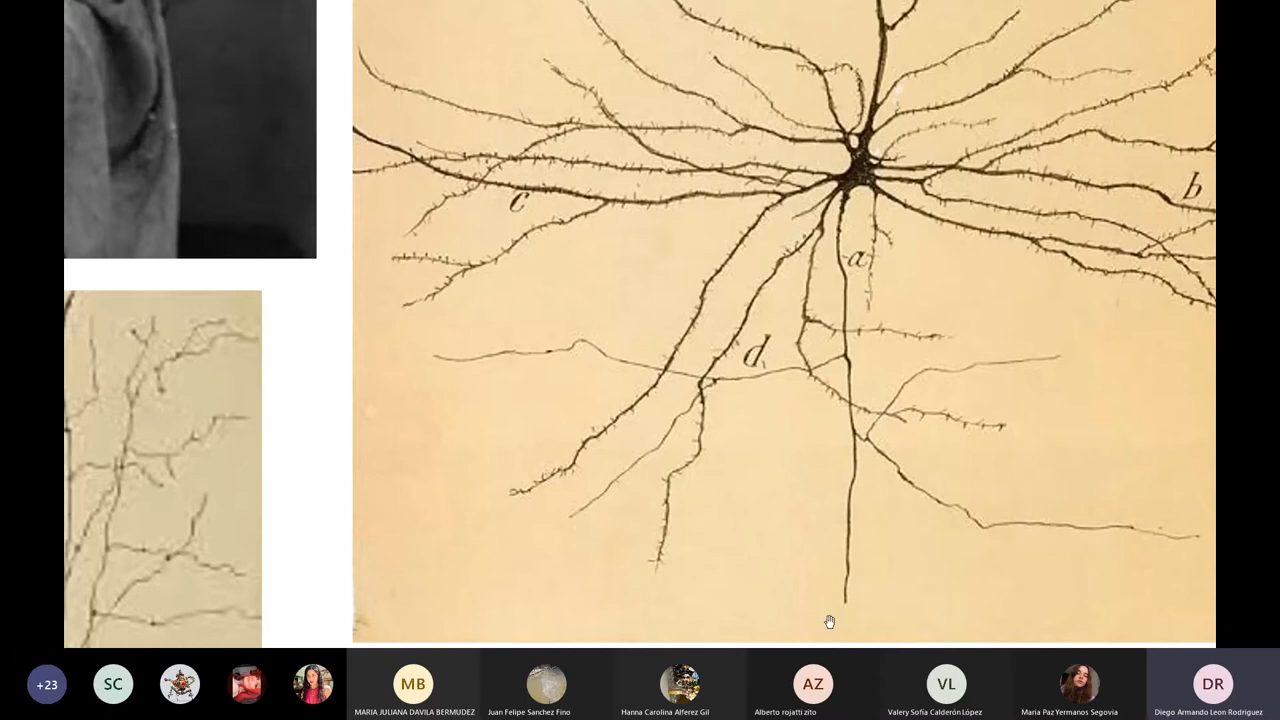 c
b
a
d
+23
SC
MB
AZ
VL
DR
MARIA JULIANA DAVILA BERMUDEZ
Juan Felipe Sanchez Fino
Hanna Carolina Alferez Gil
Alberto rojatti zito
Valery Sofía Calderón López
Maria Paz Yermanos Segovia
Diego Armando Leon Rodriguez